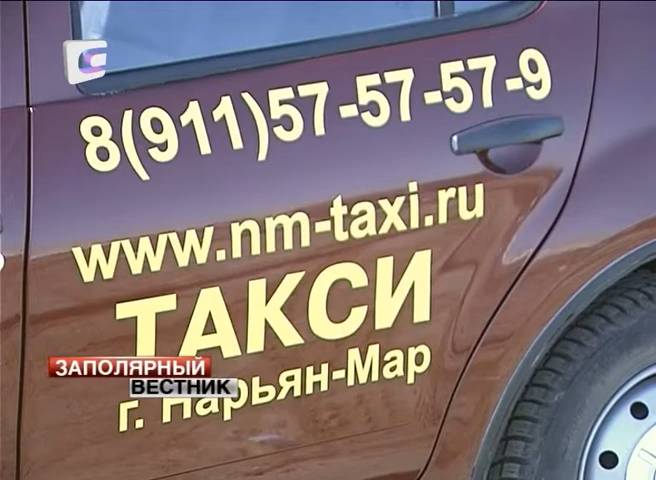 8(911)57-57-57-9
www.nm-taxi.ru
ТАКСИ
г. Нарьян-Мар
ЗАПОЛЯРНЫЙ
ВЕСТНИК